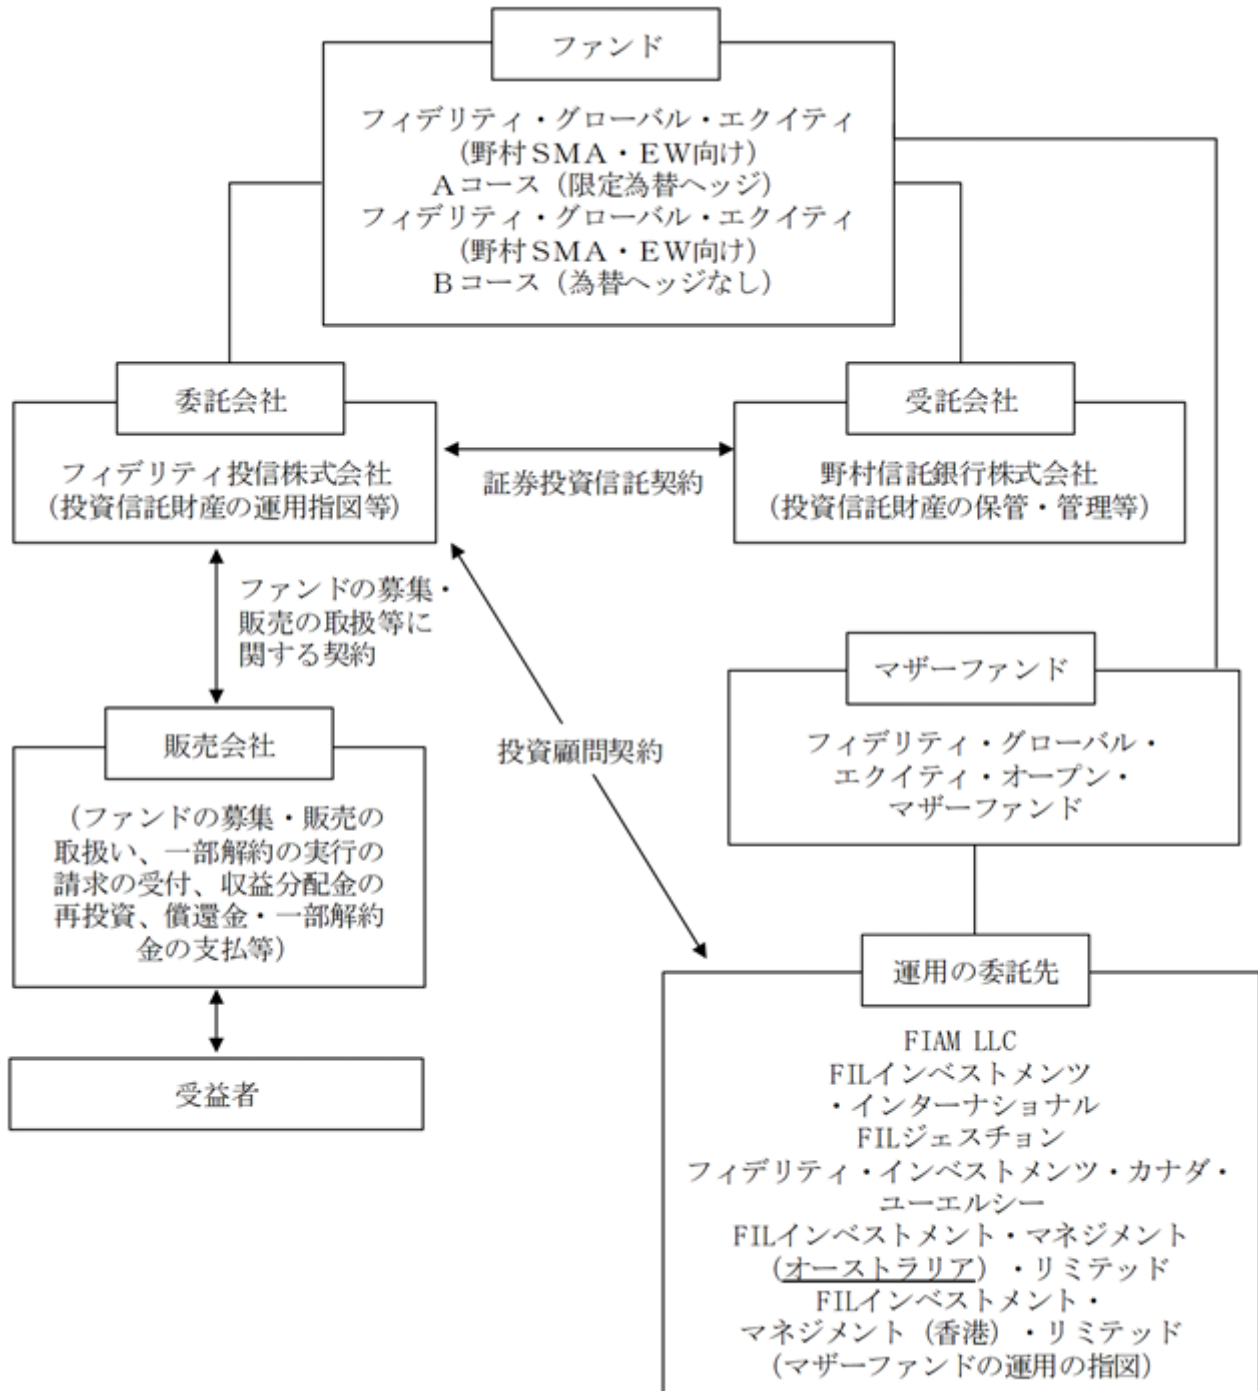 ファンド
フィデリティ・グローバル・エクイティ
(野村ＳＭＡ・ＥＷ向け)
Ａコース（限定為替ヘッジ）
フィデリティ・グローバル・エクイティ
(野村ＳＭＡ・ＥＷ向け)
Ｂコース（為替ヘッジなし）
委託会社
フィデリティ投信株式会社
(投資信託財産の運用指図等)
証券投資信託契約
受託会社
野村信託銀行株式会社
(投資信託財産の保管・管理等)
ファンドの募集・
販売の取扱等に
関する契約
投資顧問契約
マザーファンド
フィデリティ・グローバル・
エクイティ・オープン・
マザーファンド
販売会社
(ファンドの募集・販売の
取扱い、一部解約の実行の
請求の受付、収益分配金の
再投資、償還金・一部解約
金の支払等)
受益者
運用の委託先
FIAM LLC
FILインベストメンツ
・インターナショナル
FILジェスチョン
フィデリティ・インベストメンツ・カナダ・
ユーエルシー
FILインベストメント・マネジメント
（オーストラリア）・リミテッド
FILインベストメント・
マネジメント（香港）・リミテッド
(マザーファンドの運用の指図)